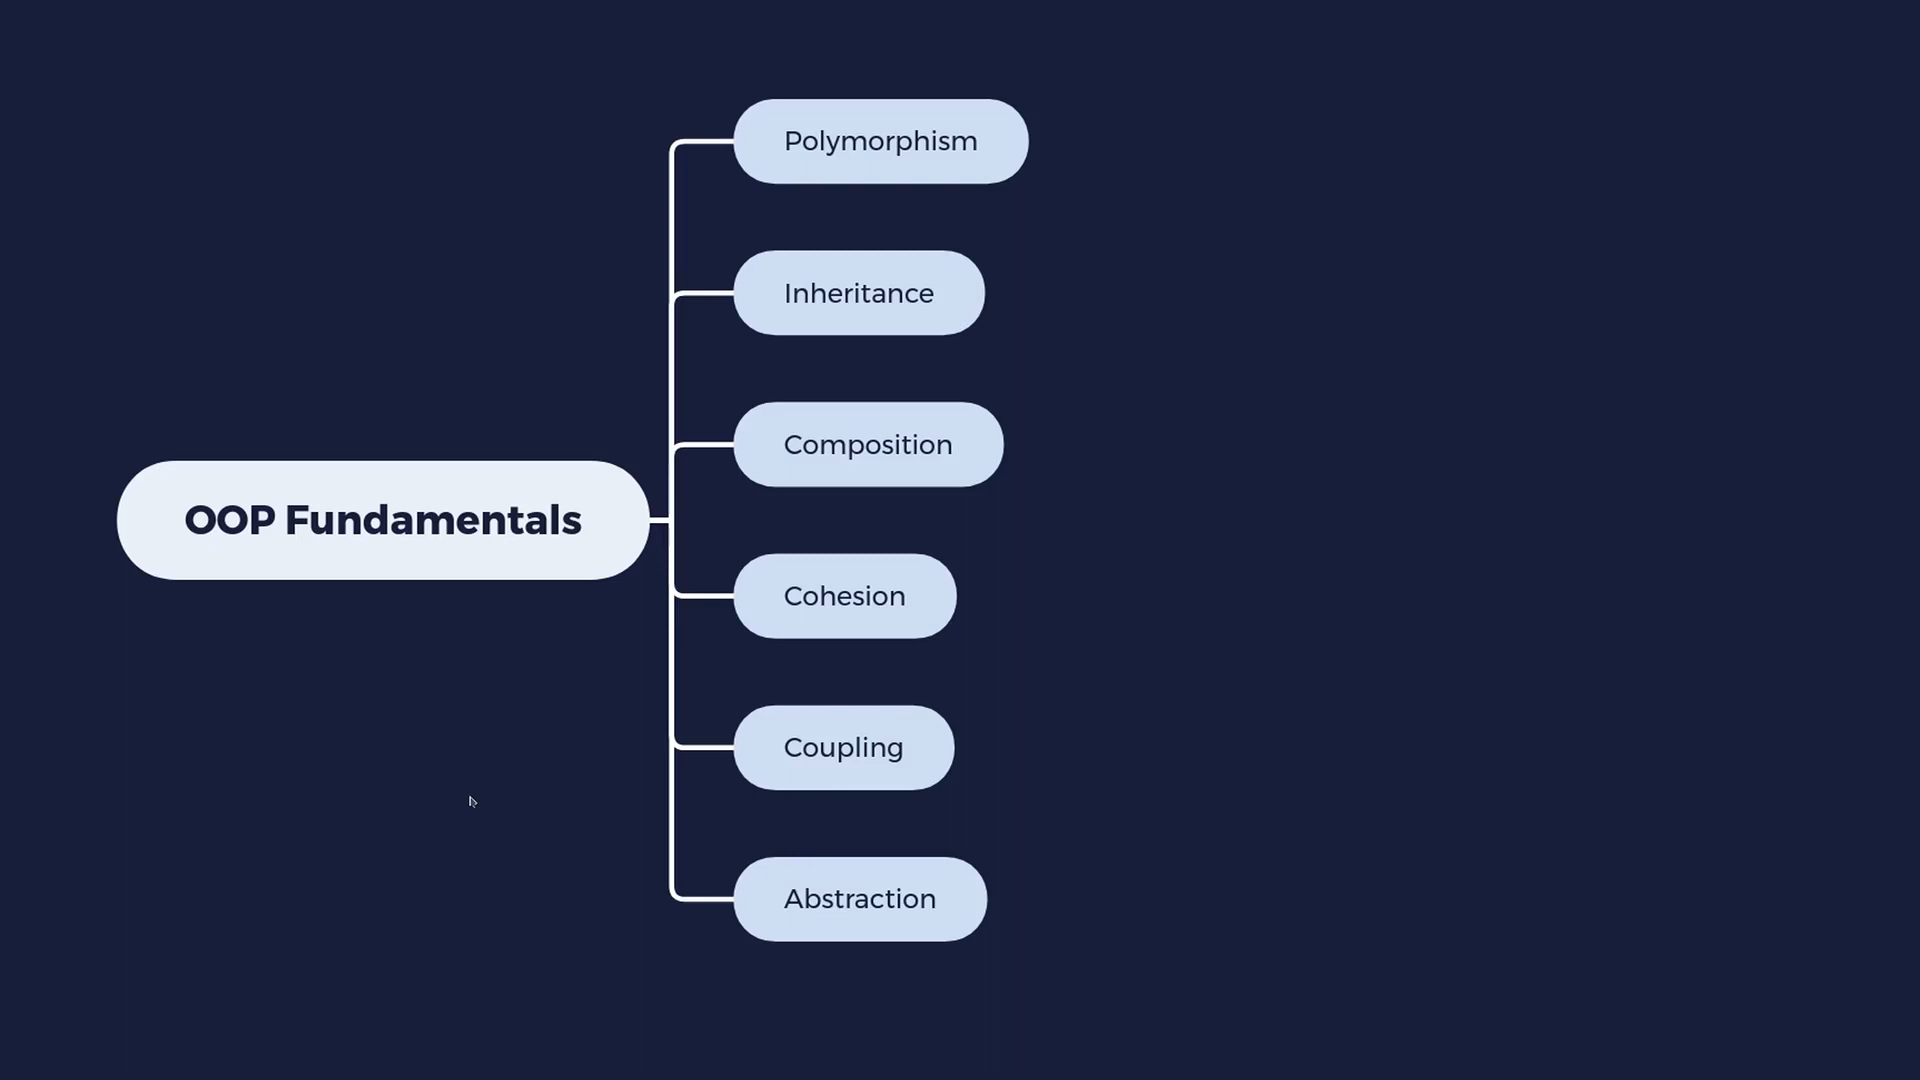 Polymorphism
Inheritance
Composition
OOP Fundamentals
Cohesion
Coupling
Abstraction